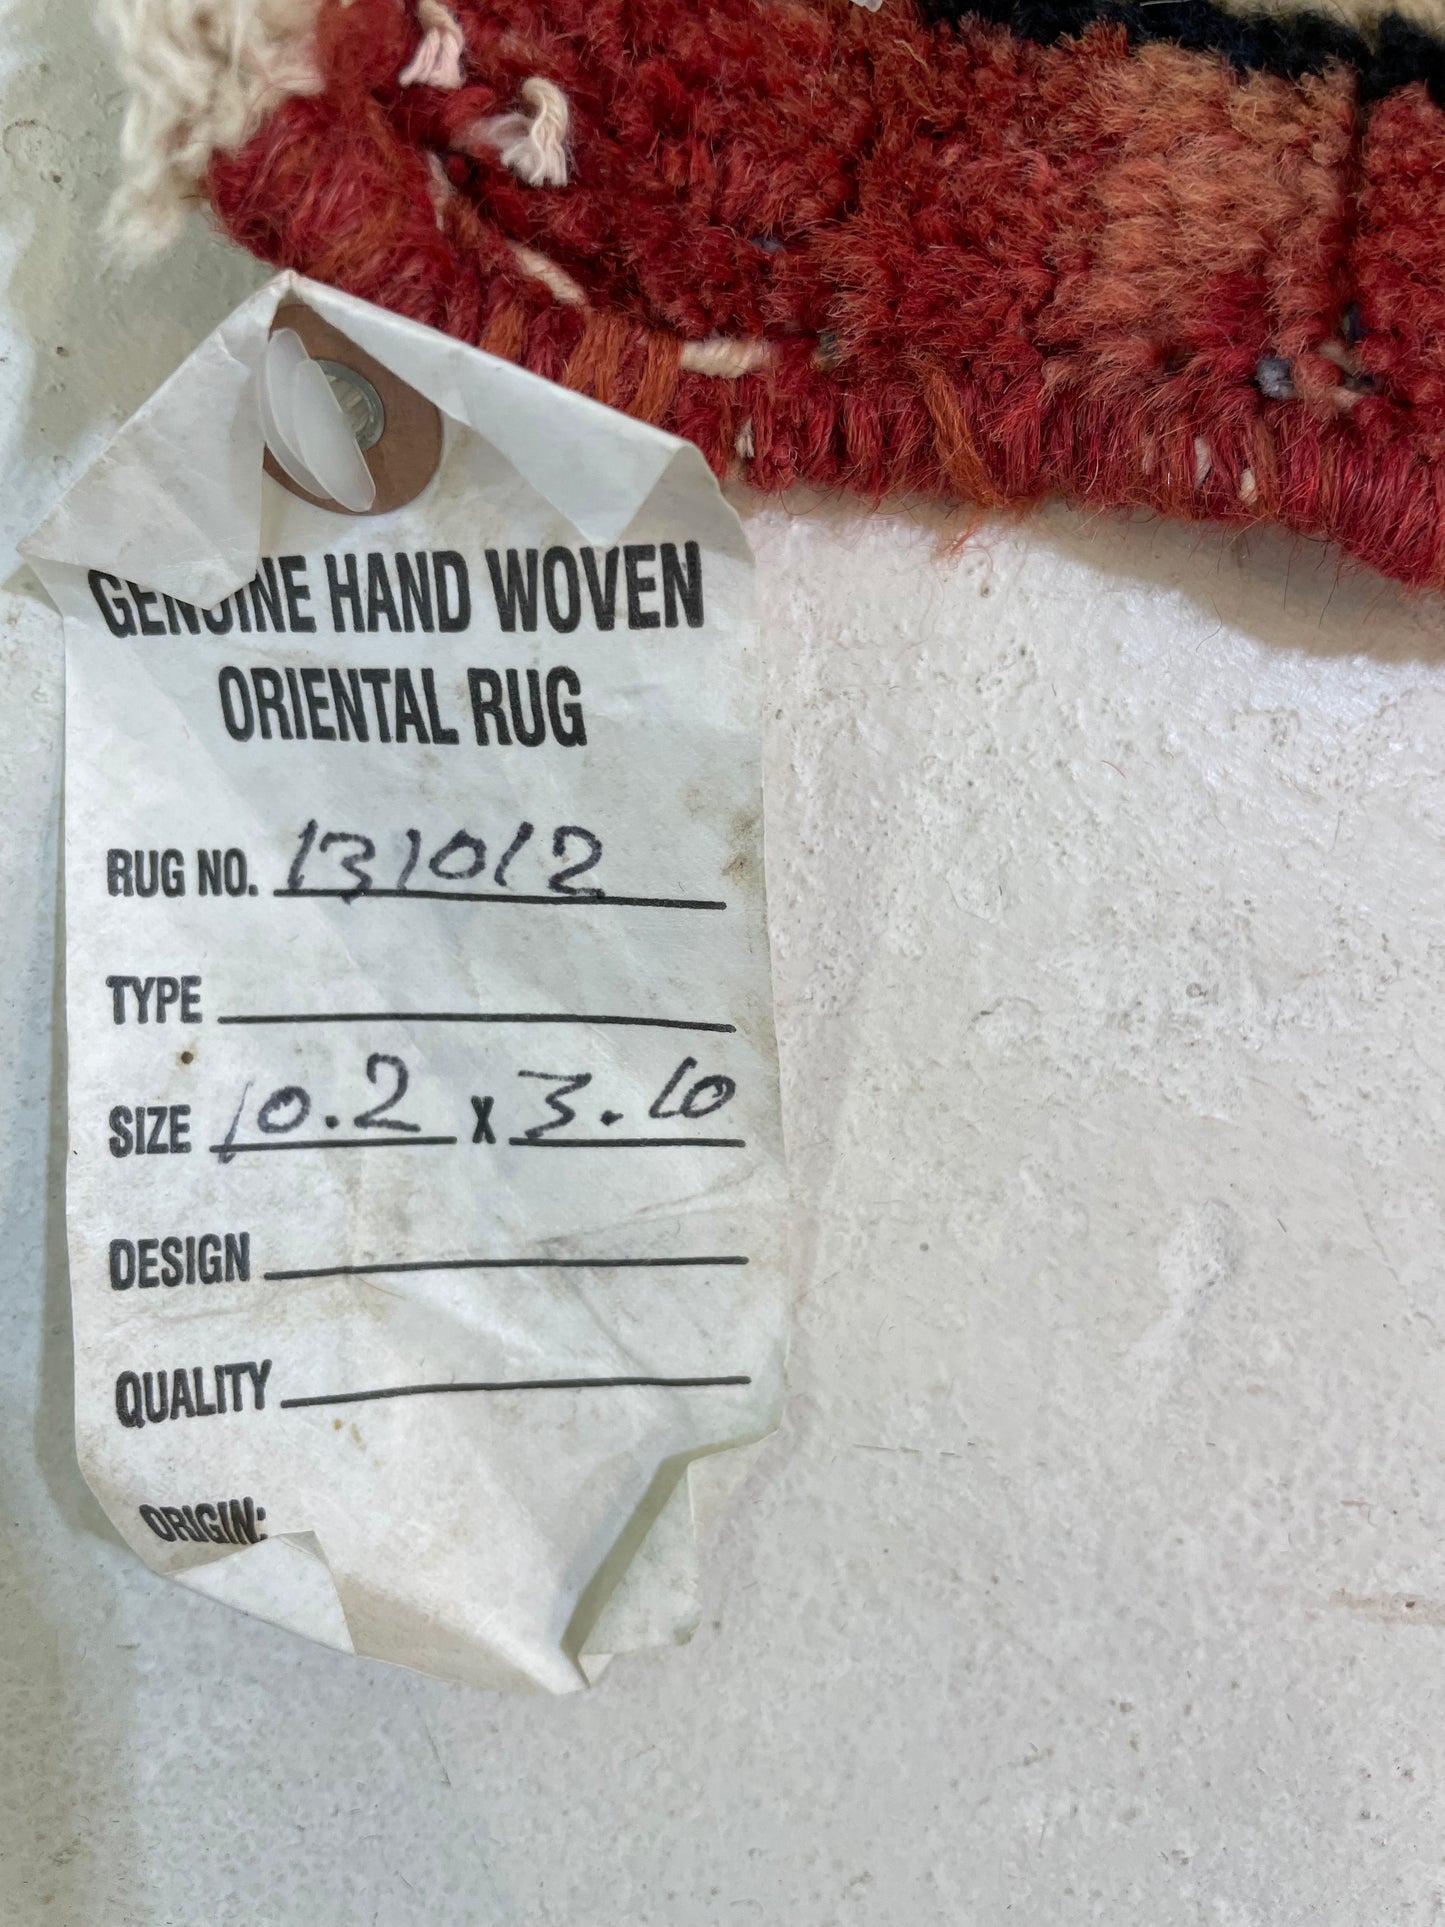 GENUINE HAND WOVEN
ORIENTAL RUG
RUG NO. 131012
TYPE
SIZE 10.2 x 3.10
DESIGN
QUALITY
ORIGIN: